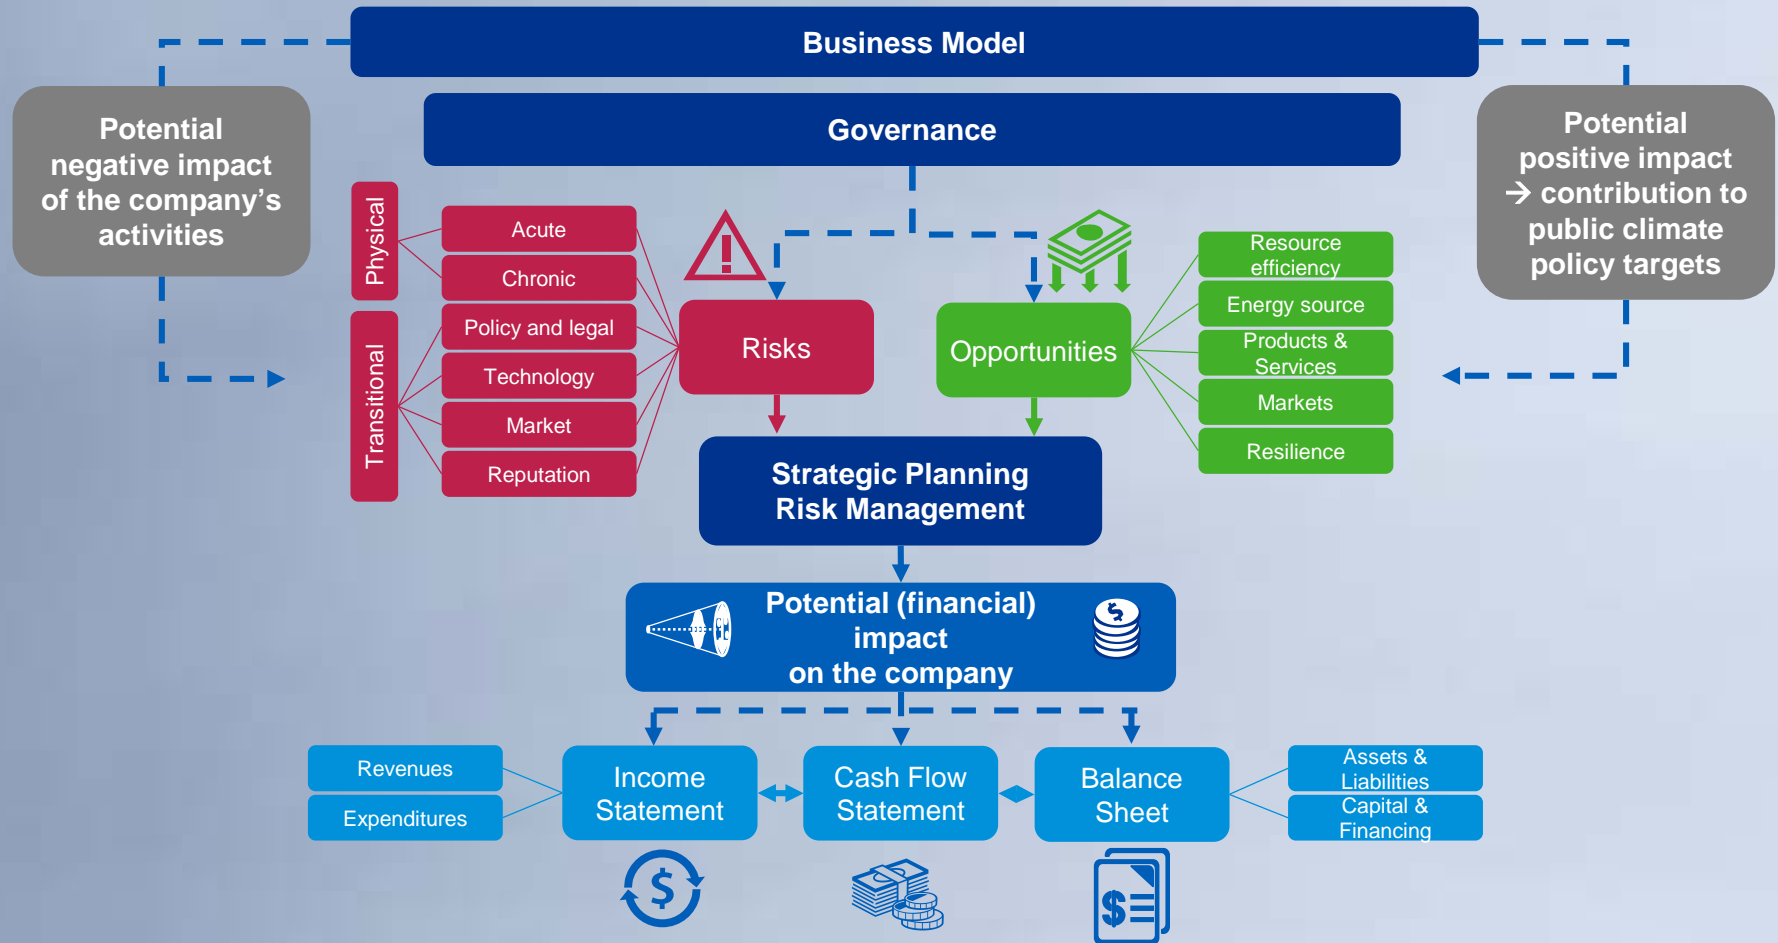 Business Model
Governance
Potential
negative impact
of the company's
activities
Potential
positive impact
→ contribution to
public climate
policy targets
Physical
Transitional
Acute
Chronic
Policy and legal
Technology
Market
Reputation
Risks
Opportunities
Resource
efficiency
Energy source
Products &
Services
Markets
Resilience
Strategic Planning
Risk Management
Potential (financial)
impact
on the company
$
Revenues
Expenditures
Income
Statement
Cash Flow
Statement
Balance
Sheet
Assets &
Liabilities
Capital &
Financing
$
$